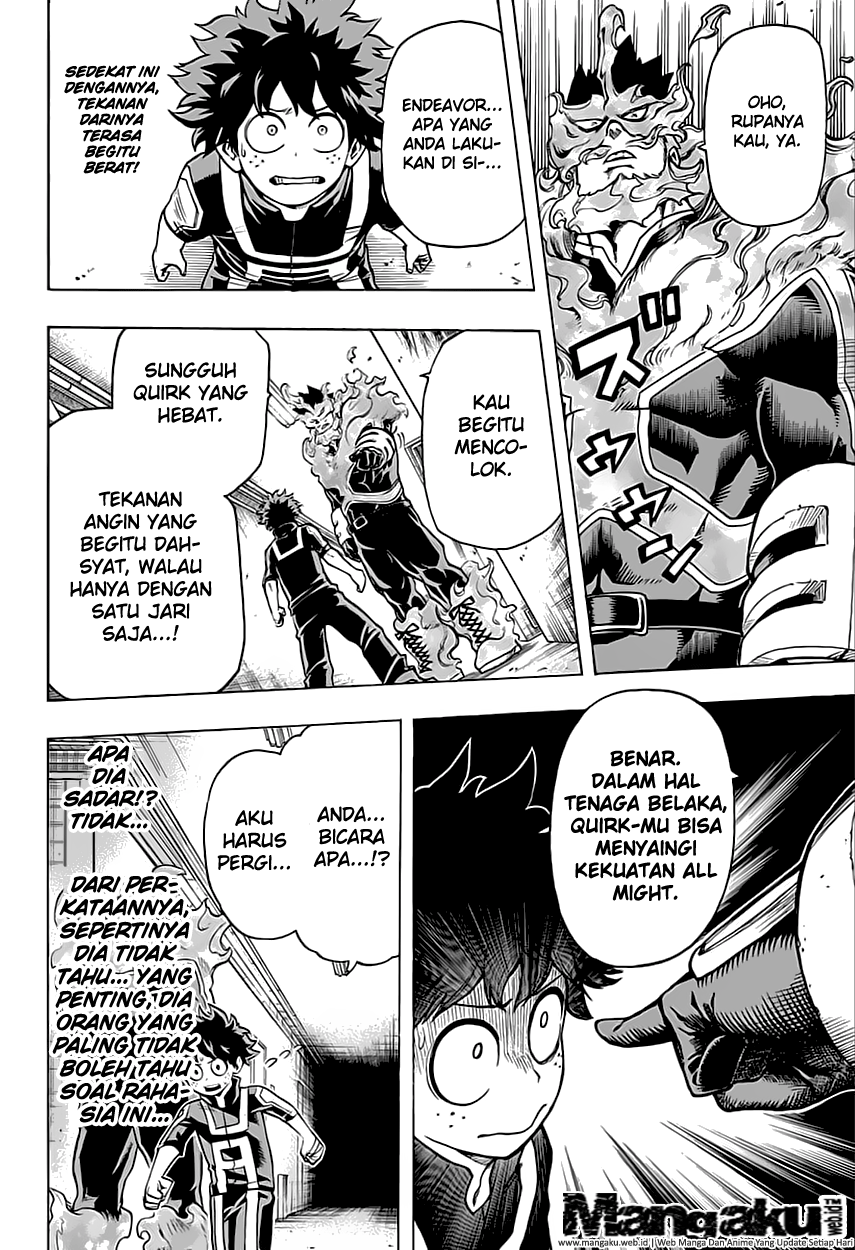 OHO,
RUPANYA
KAU, YA.
ズ
ウ
ウ
ン
ENDEAVOR...
APA YANG
ANDA LAKU-
KAN DI SI-...
SEDEKAT INI
DENGANNYA,
TEKANAN
DARINYA
TERASA
BEGITU
BERAT!
KAU
BEGITU
MENCO-
LOK.
SUNGGUH
QUIRK YANG
HEBAT.
TEKANAN
ANGIN YANG
BEGITU DAH-
SYAT, WALAU
HANYA DENGAN
SATU JARI
SAJA...!
BENAR.
DALAM HAL
TENAGA BELAKA,
QUIRK-MU BISA
MENYAINGI
KEKUATAN ALL
MIGHT.
ANDA...
BICARA
APA...!?
AKU
HARUS
PERGI...
APA
DIA
SADAR!?
TIDAK...
DARI PER-
KATAANNYA,
SEPERTINYA
DIA TIDAK
TAHU... YANG
PENTING, DIA
ORANG YANG
PALING TIDAK
BOLEH TAHU
SOAL RAHA-
SIA INI...
Mangaku
www.mangaku.web.id | Web Manga Dan Anime Yang Update Setiap Hari